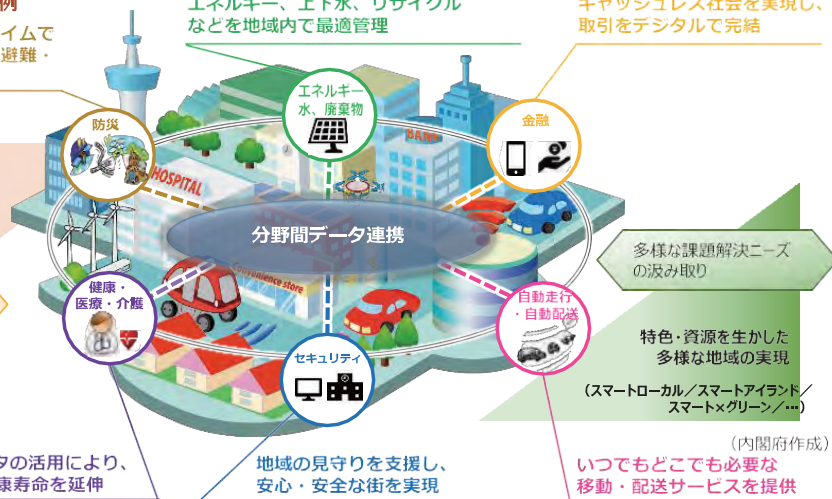 例
エネルギー、上下水、リサイクル
などを地域内で最適管理
キャッシュレス社会を実現し、
取引をデジタルで完結
イムで
避難・
防災
エネルギー
水、廃棄物
金融
BANK
HOSPITAL
分野間データ連携
Convenience store
健康・
医療・介護
自動走行
・自動配送
セキュリティ
多様な課題解決ニーズ
の汲み取り
特色・資源を生かした
多様な地域の実現
（スマートローカル／スマートアイランド／
スマート×グリーン／…）
（内閣府作成）
タの活用により、
康寿命を延伸
地域の見守りを支援し、
安心・安全な街を実現
いつでもどこでも必要な
移動・配送サービスを提供